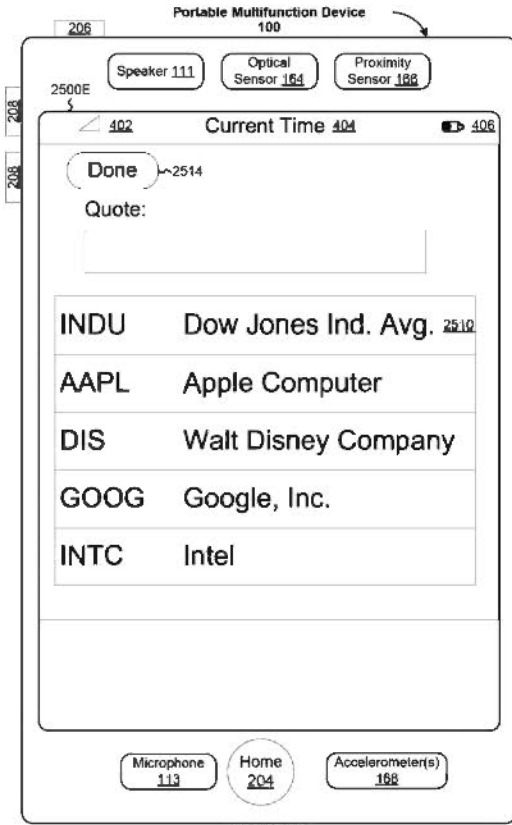 Portable Multifunction Device
100
206
Speaker 111
Optical
Sensor 164
Proximity
Sensor 166
2500E
208
402
Current Time 404
406
208
Done
2514
Quote:
INDU Dow Jones Ind. Avg. 2510
AAPL Apple Computer
DIS Walt Disney Company
GOOG Google, Inc.
INTC Intel
Microphone
113
Home
204
Accelerometer(s)
168